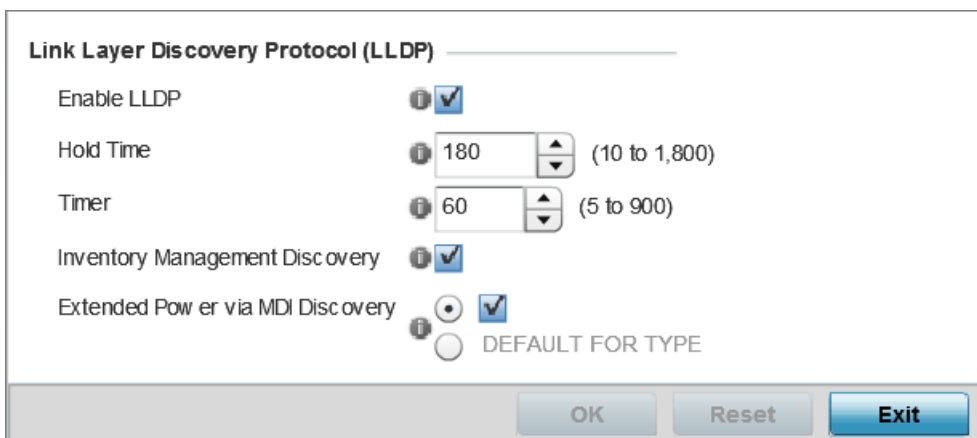 Link Layer Discovery Protocol (LLDP)
Enable LLDP
Hold Time 180 (10 to 1,800)
Timer 60 (5 to 900)
Inventory Management Discovery
Extended Pow er via MDI Discovery
DEFAULT FOR TYPE
OK Reset Exit